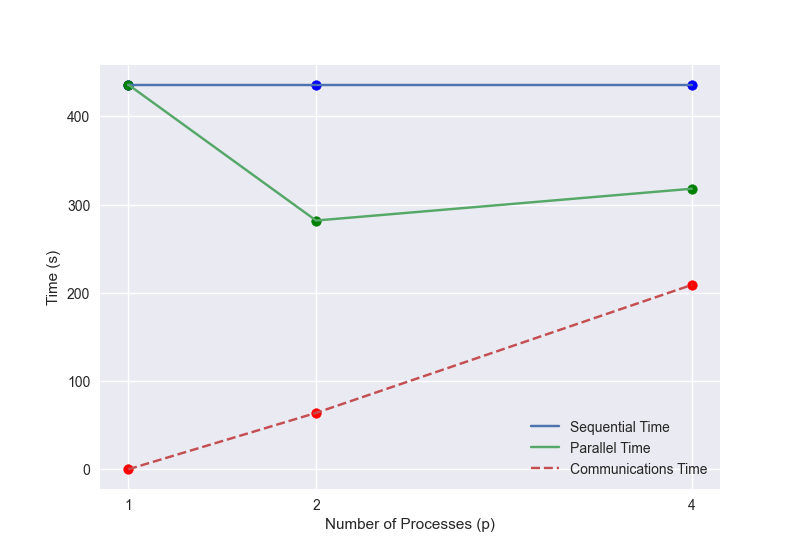 400
300
200
100
0
Time (s)
1
2
4
Number of Processes (p)
Sequential Time
Parallel Time
Communications Time